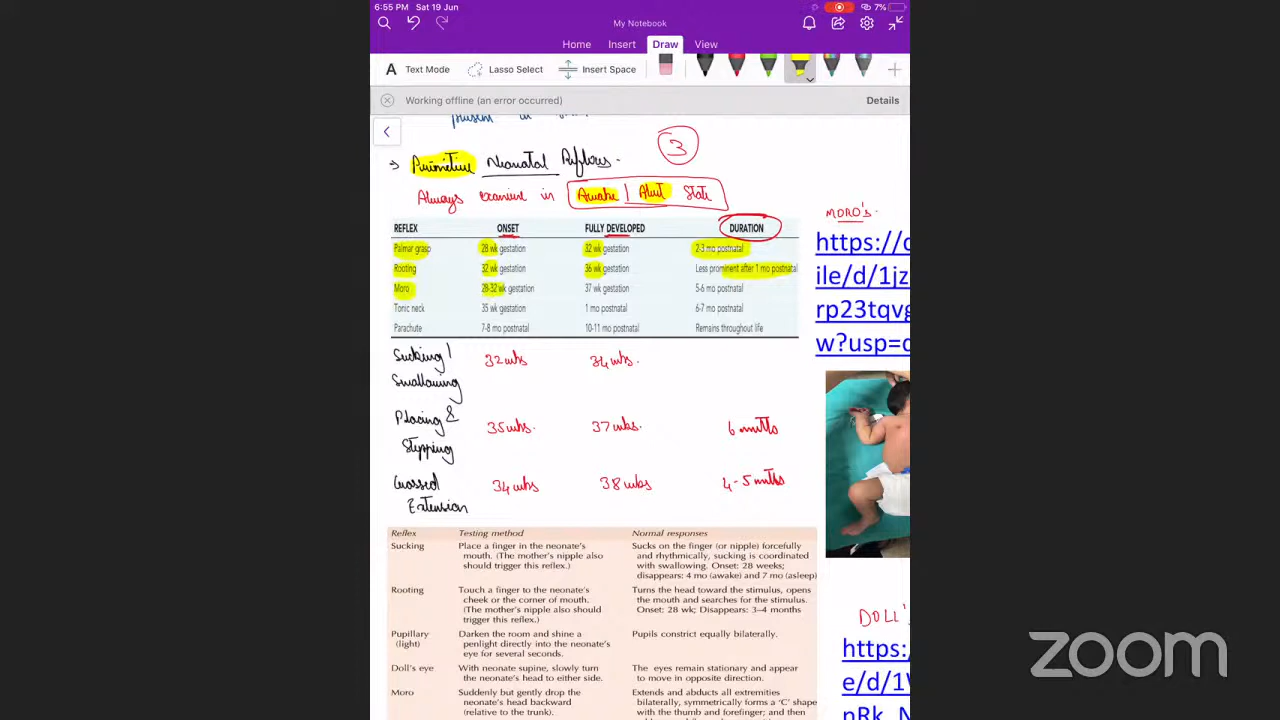 6:55 PM Sat 19 Jun
7%
My Notebook
Home Insert Draw View
A Text Mode Lasso Select Insert Space
Working offline (an error occurred) Details
present in
→ Primitive Neonatal Reflexes.
3
Always examine in Awake | Alert State
REFLEX ONSET FULLY DEVELOPED DURATION
Palmar grasp 28 wk gestation 32 wk gestation 2-3 mo postnatal
Rooting 32 wk gestation 36 wk gestation Less prominent after 1 mo postnatal
Moro 28-32 wk gestation 37 wk gestation 5-6 mo postnatal
Tonic neck 35 wk gestation 1 mo postnatal 6-7 mo postnatal
Parachute 7-8 mo postnatal 10-11 mo postnatal Remains throughout life
Sucking / 32 wks 34 wks.
Swallowing
Placing & 35 wks. 37 wks. 6 months
Stepping
Crossed 34 wks 38 wks 4-5 mths
Extension
MORO'S.
https://d
ile/d/1jz
rp23tqvg
w?usp=d
Reflex Testing method Normal responses
Sucking Place a finger in the neonate's Sucks on the finger (or nipple) forcefully
mouth. (The mother's nipple also and rhythmically, sucking is coordinated
should trigger this reflex.) with swallowing. Onset: 28 weeks;
disappears: 4 mo (awake) and 7 mo (asleep)
Rooting Touch a finger to the neonate's Turns the head toward the stimulus, opens
cheek or the corner of mouth. the mouth and searches for the stimulus.
(The mother's nipple also should Onset: 28 wk; Disappears: 3–4 months
trigger this reflex.)
Pupillary Darken the room and shine a Pupils constrict equally bilaterally.
(light) penlight directly into the neonate's
eye for several seconds.
Doll's eye With neonate supine, slowly turn The eyes remain stationary and appear
the neonate's head to either side. to move in opposite direction.
Moro Suddenly but gently drop the Extends and abducts all extremities
neonate's head backward bilaterally, symmetrically forms a 'C' shape
(relative to the trunk). with the thumb and forefinger; and then
DOLL'
https:
e/d/1
nRk_N
zoom